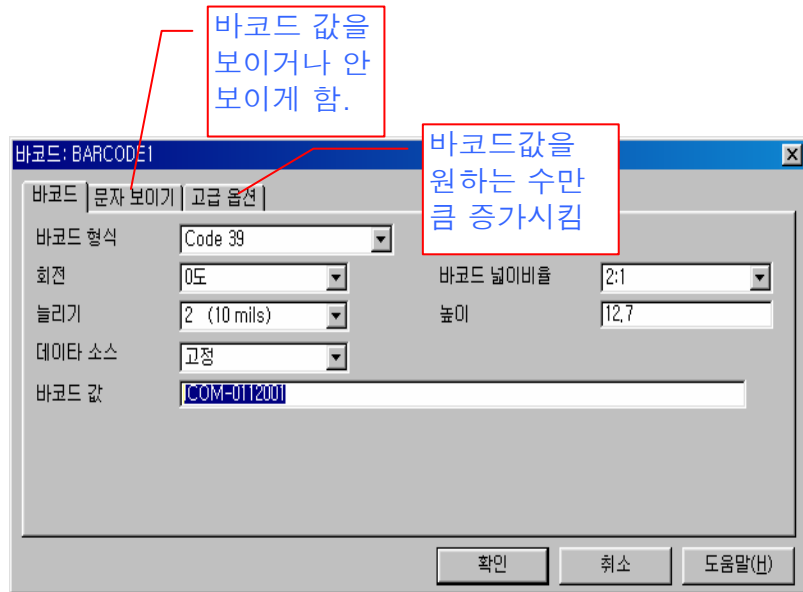 바코드 값을
보이거나 안
보이게 함.
바코드값을
원하는 수만
큼 증가시킴
바코드: BARCODE1
바코드 문자 보이기 고급 옵션
바코드 형식 Code 39
회전 0도 바코드 넓이비율 2:1
늘리기 2 (10 mils) 높이 12,7
데이타 소스 고정
바코드 값 COM-0112001
확인 취소 도움말(H)